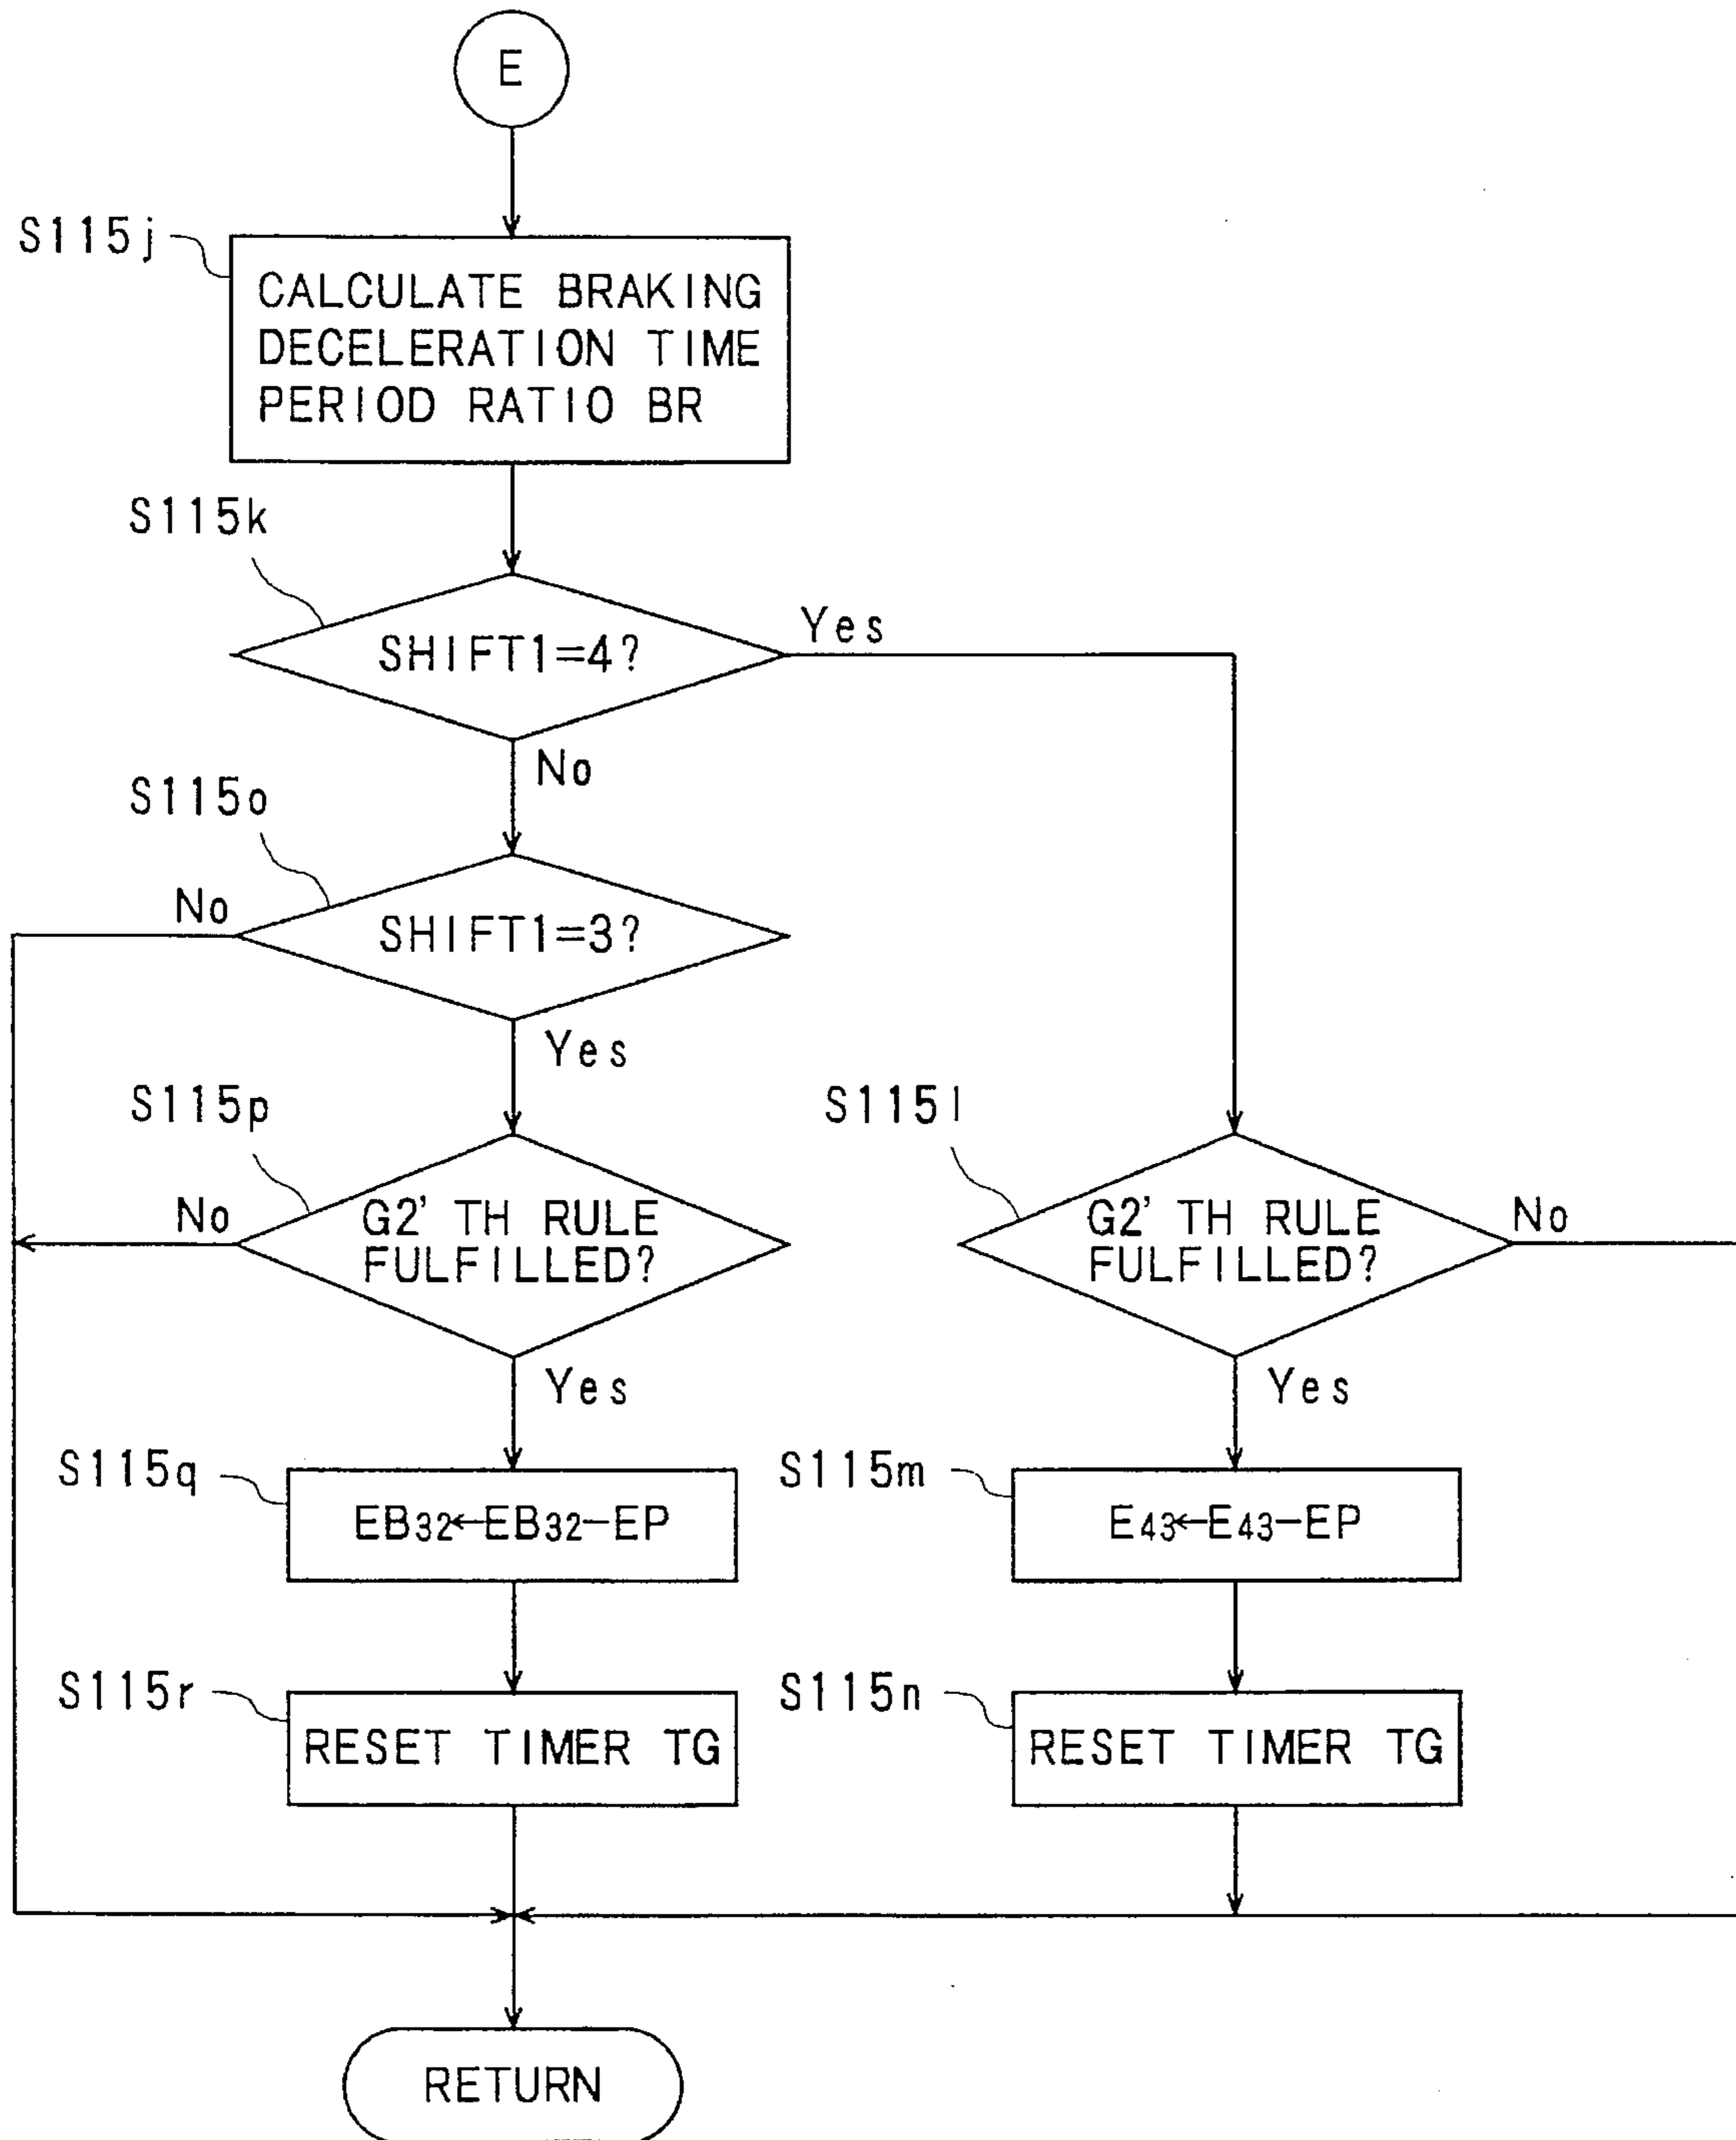 E
S115j
CALCULATE BRAKING
DECELERATION TIME
PERIOD RATIO BR
S115k
SHIFT1=4?
Yes
No
S115o
SHIFT1=3?
No
Yes
S115p
G2' TH RULE
FULFILLED?
No
Yes
S115l
G2' TH RULE
FULFILLED?
No
Yes
S115q
EB32←EB32−EP
S115m
E43←E43−EP
S115r
RESET TIMER TG
S115n
RESET TIMER TG
RETURN